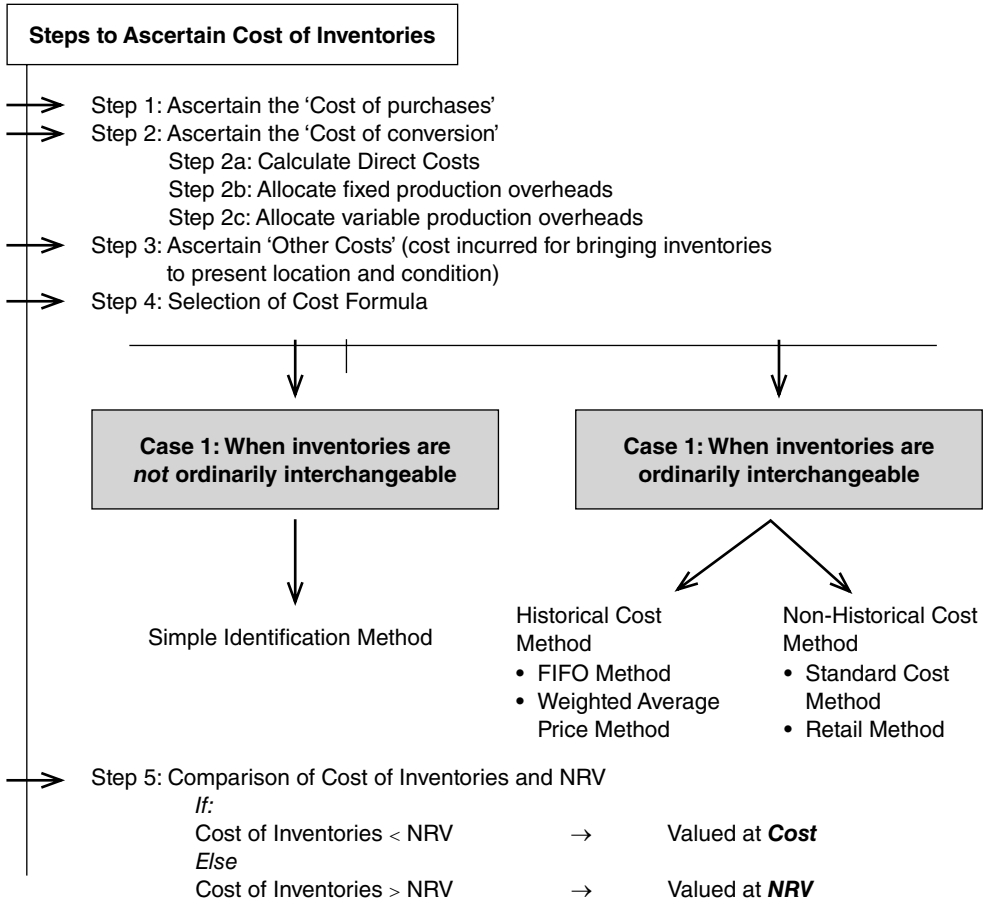 Steps to Ascertain Cost of Inventories
Step 1: Ascertain the ‘Cost of purchases’
Step 2: Ascertain the ‘Cost of conversion’
Step 2a: Calculate Direct Costs
Step 2b: Allocate fixed production overheads
Step 2c: Allocate variable production overheads
Step 3: Ascertain ‘Other Costs’ (cost incurred for bringing inventories
to present location and condition)
Step 4: Selection of Cost Formula
Case 1: When inventories are
not ordinarily interchangeable
Case 1: When inventories are
ordinarily interchangeable
Simple Identification Method
Historical Cost
Method
• FIFO Method
• Weighted Average
Price Method
Non-Historical Cost
Method
• Standard Cost
Method
• Retail Method
Step 5: Comparison of Cost of Inventories and NRV
If:
Cost of Inventories < NRV → Valued at Cost
Else
Cost of Inventories > NRV → Valued at NRV